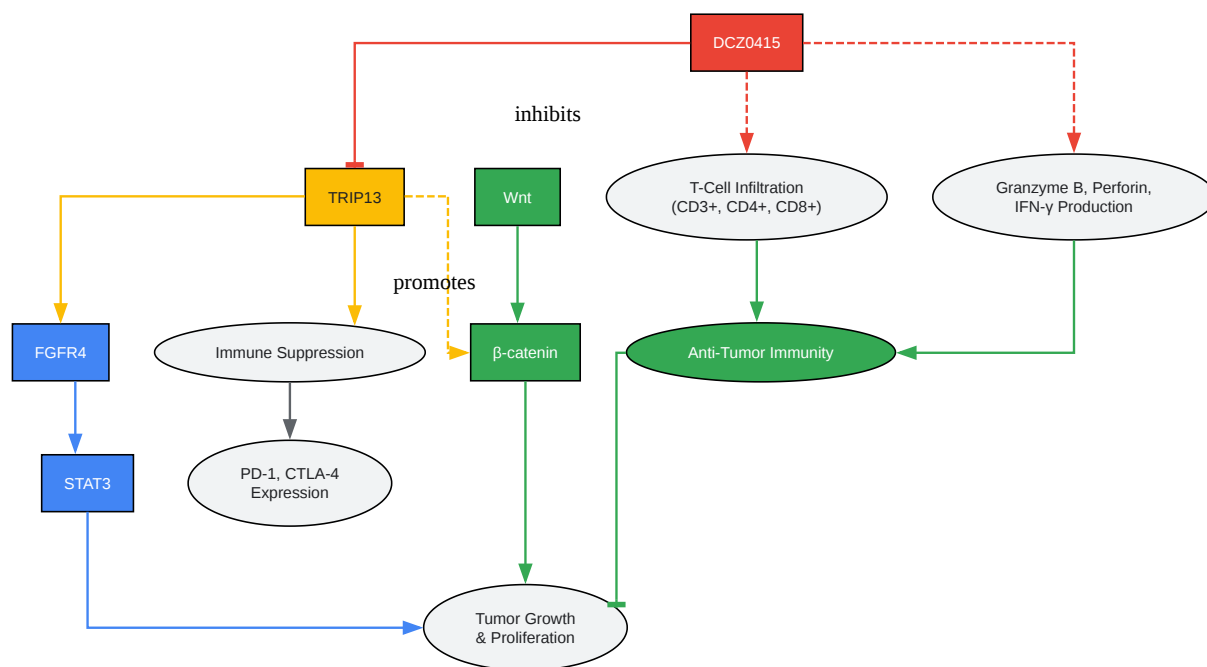 DCZ0415
inhibits
TRIP13
Wnt
T-Cell Infiltration
(CD3+, CD4+, CD8+)
Granzyme B, Perforin,
IFN-γ Production
promotes
FGFR4
Immune Suppression
β-catenin
Anti-Tumor Immunity
STAT3
PD-1, CTLA-4
Expression
Tumor Growth
& Proliferation